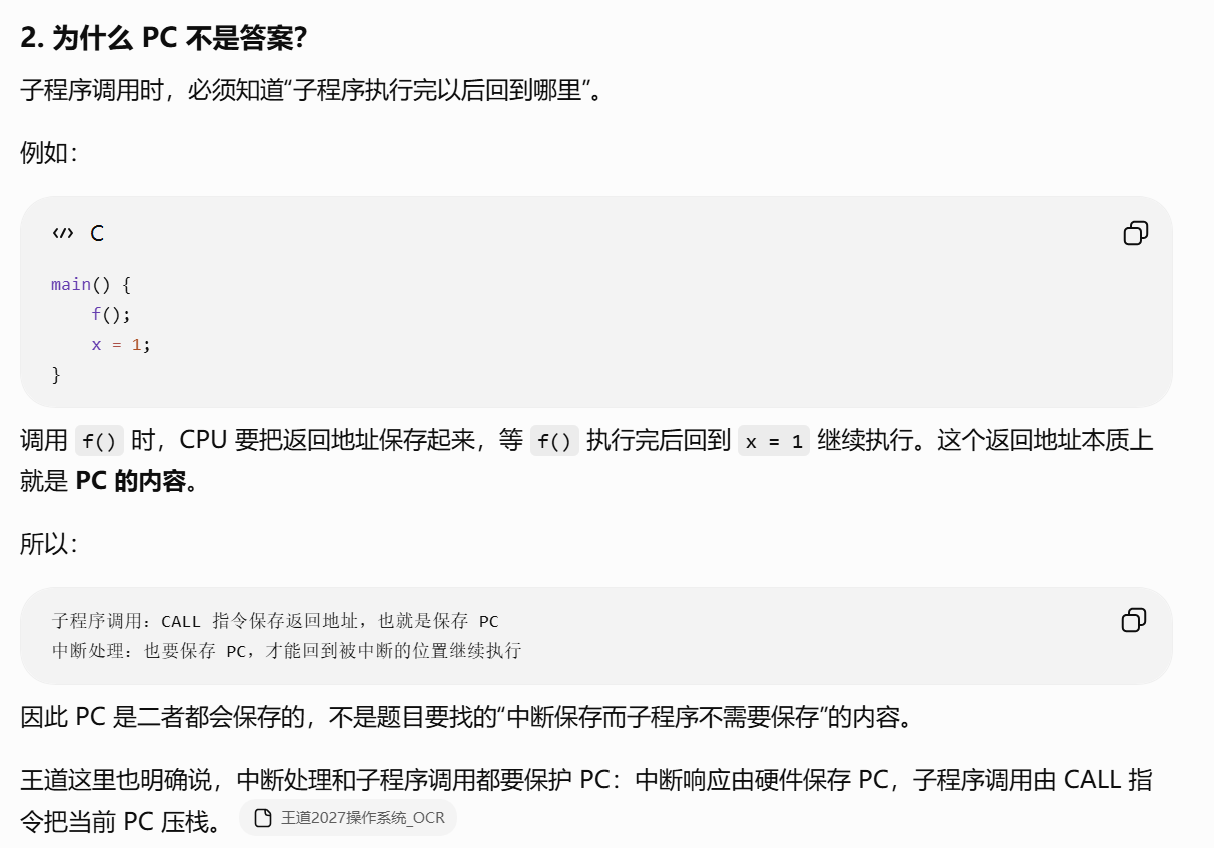 2. 为什么 PC 不是答案？
子程序调用时，必须知道“子程序执行完以后回到哪里”。
例如：
</> C
main() {
    f();
    x = 1;
}
调用 f() 时，CPU 要把返回地址保存起来，等 f() 执行完后回到 x = 1 继续执行。这个返回地址本质上
就是 PC 的内容。
所以：
子程序调用：CALL 指令保存返回地址，也就是保存 PC
中断处理：也要保存 PC，才能回到被中断的位置继续执行
因此 PC 是二者都会保存的，不是题目要找的“中断保存而子程序不需要保存”的内容。
王道这里也明确说，中断处理和子程序调用都要保护 PC：中断响应由硬件保存 PC，子程序调用由 CALL 指
令把当前 PC 压栈。 王道2027操作系统_OCR